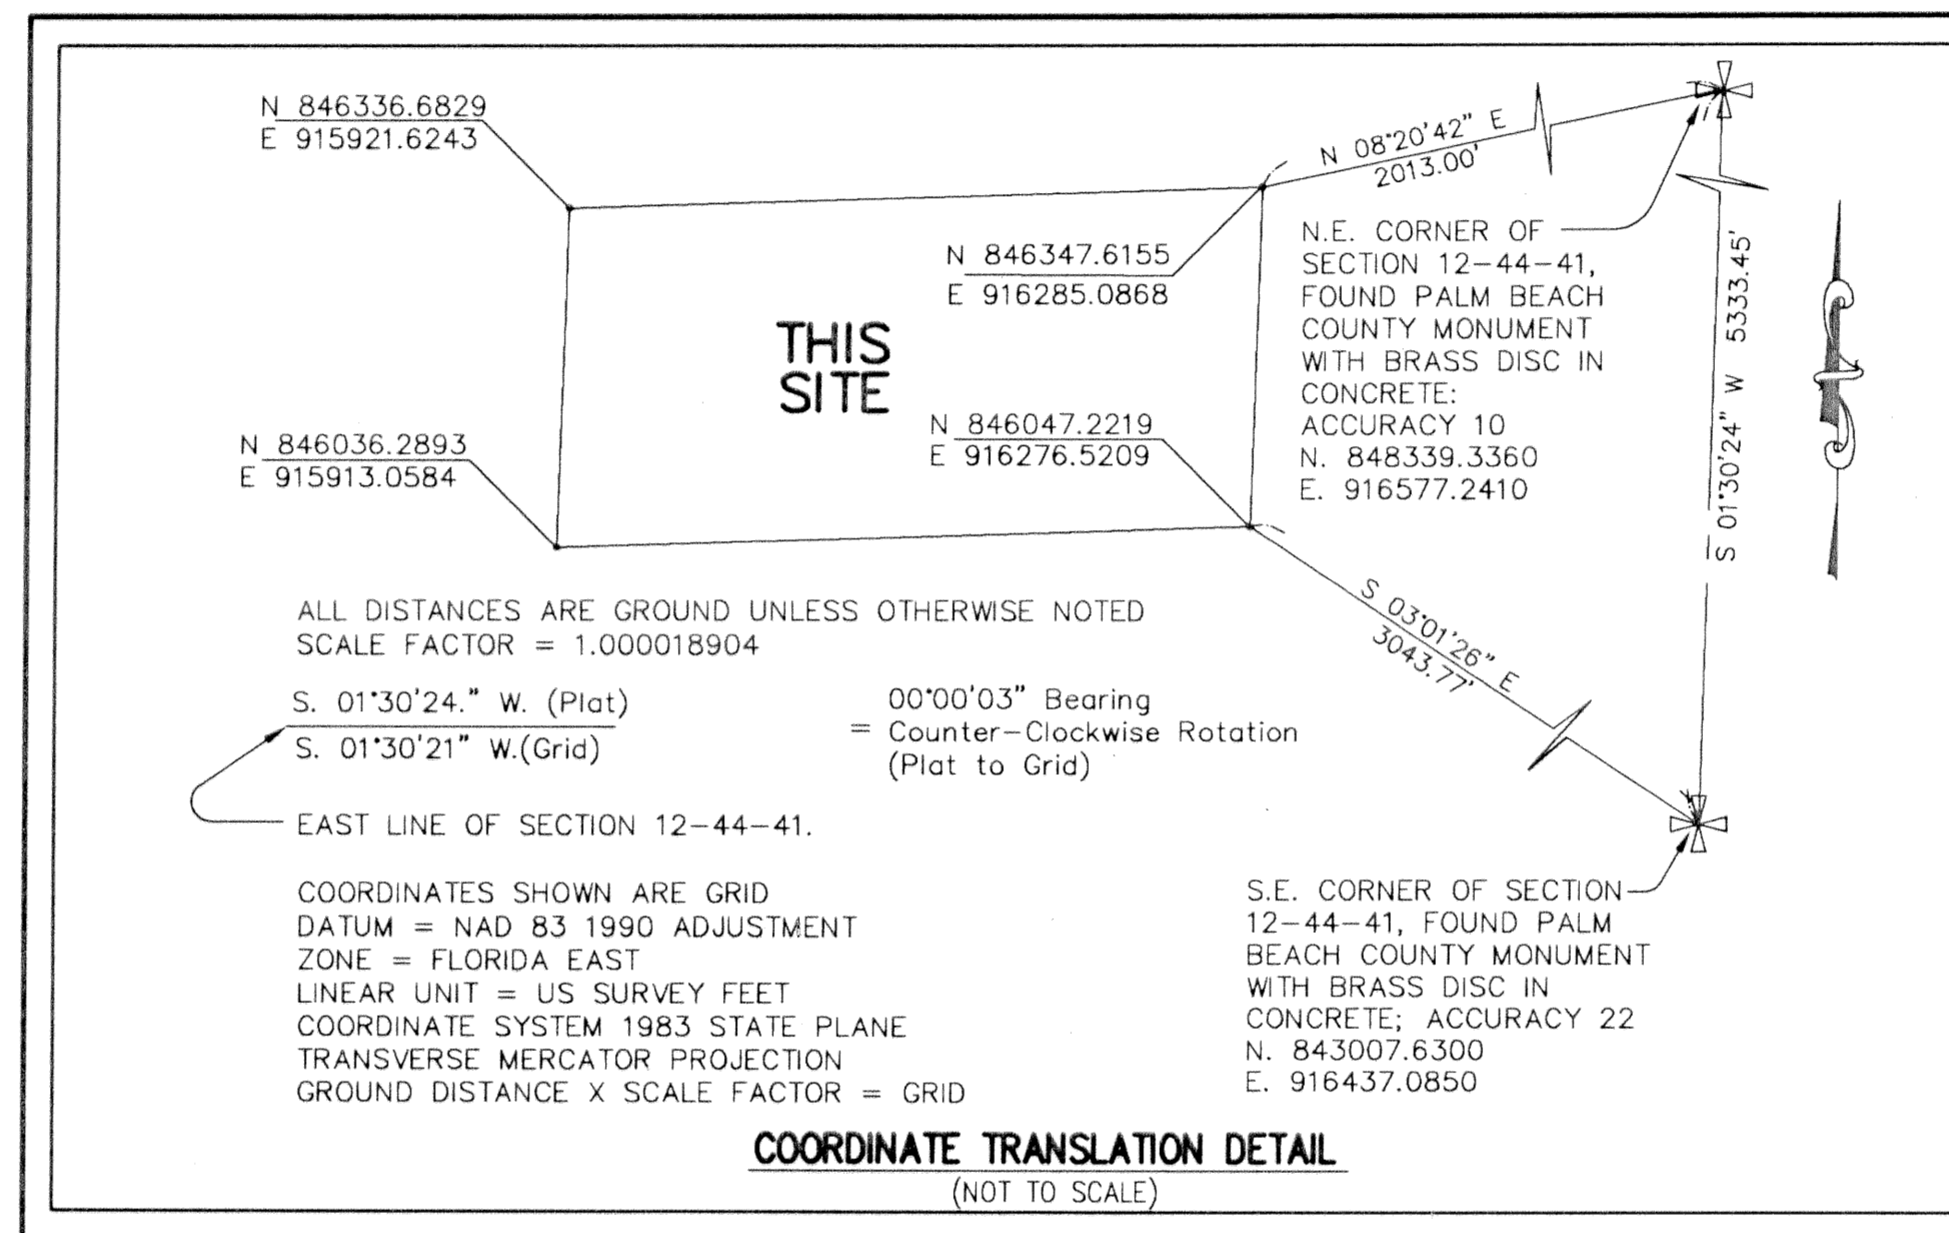 N 846336.6829
E 915921.6243
N 08°20'42" E
2013.00'
N 846347.6155
E 916285.0868
THIS
SITE
N 846036.2893
E 915913.0584
N 846047.2219
E 916276.5209
N.E. CORNER OF
SECTION 12-44-41,
FOUND PALM BEACH
COUNTY MONUMENT
WITH BRASS DISC IN
CONCRETE:
ACCURACY 10
N. 848339.3360
E. 916577.2410
S 01°30'24" W 5333.45'
S 03°01'26" E
3043.77'
ALL DISTANCES ARE GROUND UNLESS OTHERWISE NOTED
SCALE FACTOR = 1.000018904
S. 01°30'24." W. (Plat)
S. 01°30'21" W.(Grid)
00°00'03" Bearing
= Counter-Clockwise Rotation
(Plat to Grid)
EAST LINE OF SECTION 12-44-41.
COORDINATES SHOWN ARE GRID
DATUM = NAD 83 1990 ADJUSTMENT
ZONE = FLORIDA EAST
LINEAR UNIT = US SURVEY FEET
COORDINATE SYSTEM 1983 STATE PLANE
TRANSVERSE MERCATOR PROJECTION
GROUND DISTANCE X SCALE FACTOR = GRID
S.E. CORNER OF SECTION
12-44-41, FOUND PALM
BEACH COUNTY MONUMENT
WITH BRASS DISC IN
CONCRETE; ACCURACY 22
N. 843007.6300
E. 916437.0850
COORDINATE TRANSLATION DETAIL
(NOT TO SCALE)